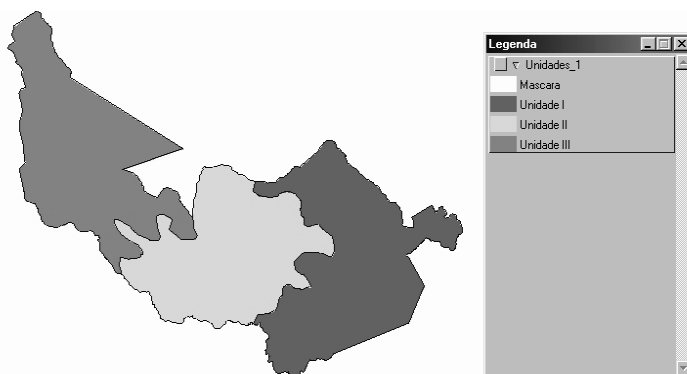 Legenda
Unidades_1
Mascara
Unidade I
Unidade II
Unidade III